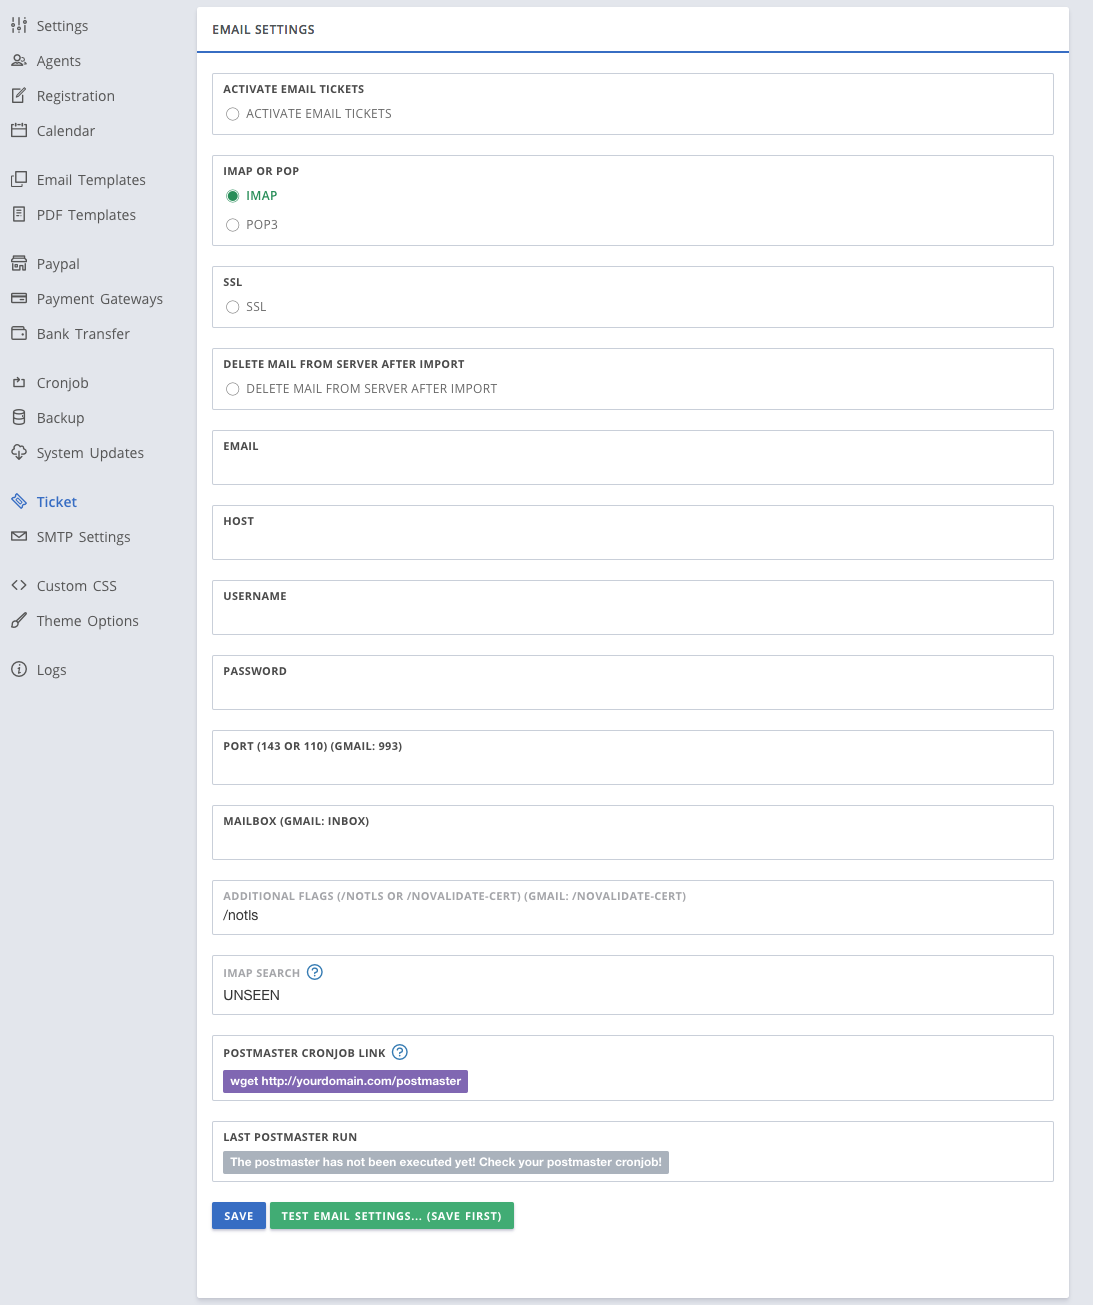 Settings
Agents
Registration
Calendar
Email Templates
PDF Templates
Paypal
Payment Gateways
Bank Transfer
Cronjob
Backup
System Updates
Ticket
SMTP Settings
Custom CSS
Theme Options
Logs
EMAIL SETTINGS
ACTIVATE EMAIL TICKETS
ACTIVATE EMAIL TICKETS
IMAP OR POP
IMAP
POP3
SSL
SSL
DELETE MAIL FROM SERVER AFTER IMPORT
DELETE MAIL FROM SERVER AFTER IMPORT
EMAIL
HOST
USERNAME
PASSWORD
PORT (143 OR 110) (GMAIL: 993)
MAILBOX (GMAIL: INBOX)
ADDITIONAL FLAGS (/NOTLS OR /NOVALIDATE-CERT) (GMAIL: /NOVALIDATE-CERT)
/notls
IMAP SEARCH ?
UNSEEN
POSTMASTER CRONJOB LINK ?
wget http://yourdomain.com/postmaster
LAST POSTMASTER RUN
The postmaster has not been executed yet! Check your postmaster cronjob!
SAVE TEST EMAIL SETTINGS... (SAVE FIRST)